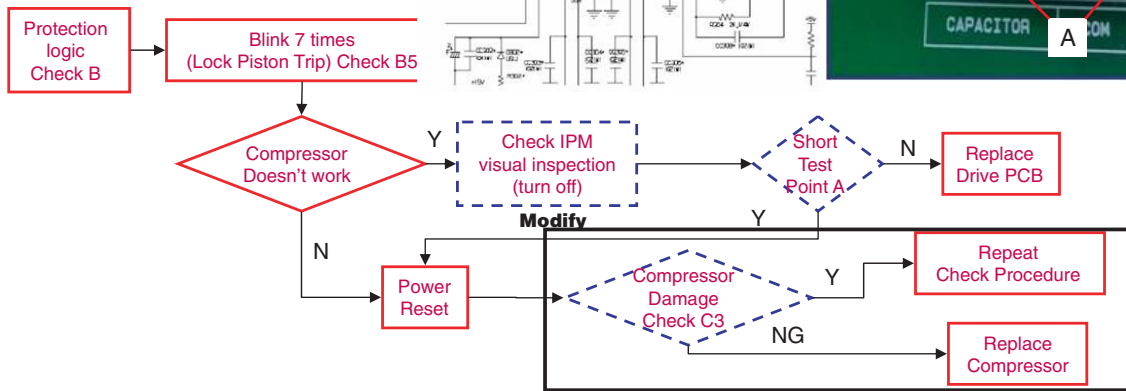 Protection
logic
Check B
Blink 7 times
(Lock Piston Trip) Check B5
+15V
CAPACITOR
COM
A
Compressor
Doesn't work
Y
Check IPM
visual inspection
(turn off)
Short
Test
Point A
N
Replace
Drive PCB
Modify
Y
N
Power
Reset
Compressor
Damage
Check C3
Y
Repeat
Check Procedure
NG
Replace
Compressor